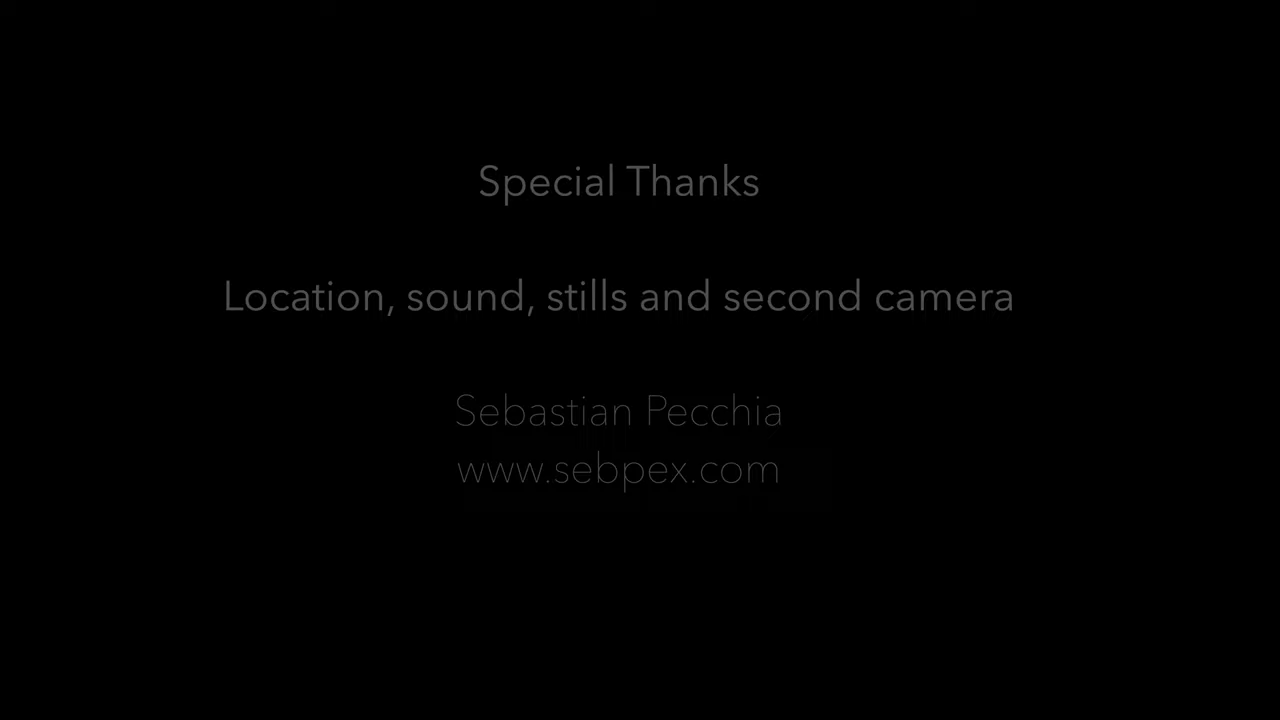 Special Thanks
Location, sound, stills and second camera
Sebastian Pecchia
www.sebpex.com